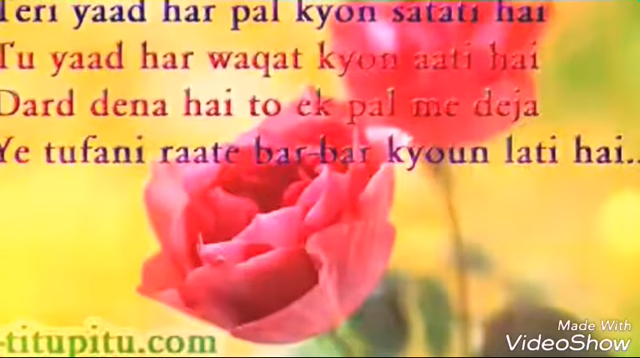 Teri yaad har pal kyon satati hai
Tu yaad har waqat kyon aati hai
Dard dena hai to ek pal me deja
Ye tufani raate bar-bar kyoun lati hai..
-titupitu.com
Made With
VideoShow